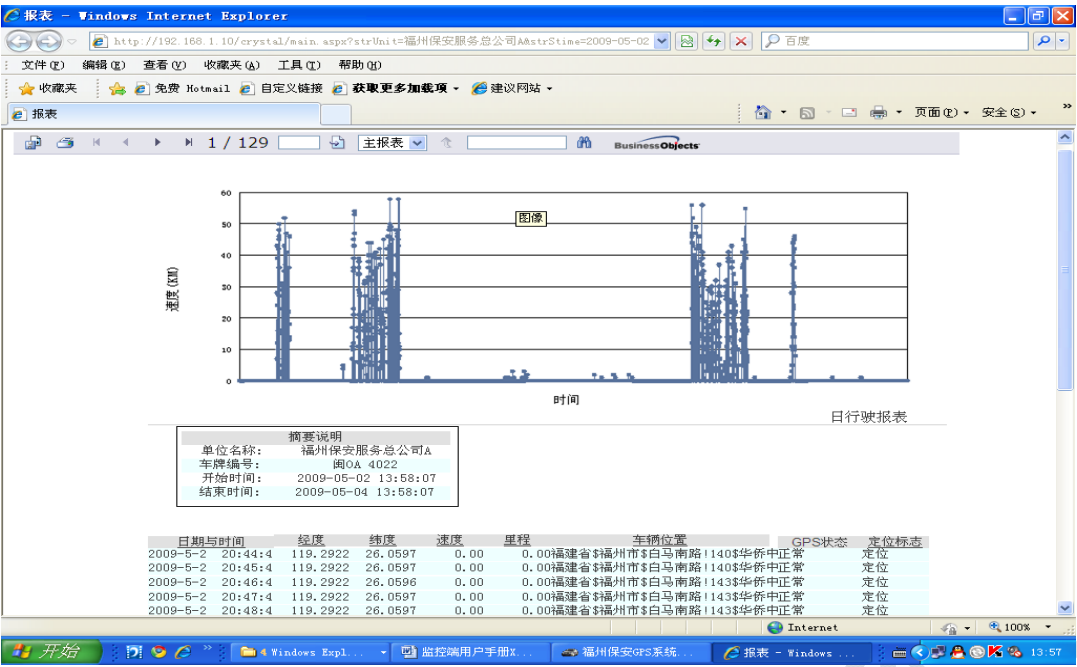 报表 - Windows Internet Explorer
http://192.168.1.10/crystal/main.aspx?strUnit=福州保安服务总公司A&strStime=2009-05-02
百度
文件(F) 编辑(E) 查看(V) 收藏夹(A) 工具(T) 帮助(H)
收藏夹 免费 Hotmail 自定义链接 获取更多加载项 建议网站
报表 页面(P) 安全(S) »
1 / 129 主报表 BusinessObjects
60
图像
50
40
30
速度(KM)
20
10
0
时间
日行驶报表
摘要说明
单位名称: 福州保安服务总公司A
车牌编号: 闽OA 4022
开始时间: 2009-05-02 13:58:07
结束时间: 2009-05-04 13:58:07
日期与时间 经度 纬度 速度 里程 车辆位置 GPS状态 定位标志
2009-5-2 20:44:4 119.2922 26.0597 0.00 0.00福建省$福州市$白马南路!140$华侨中正常 定位
2009-5-2 20:45:4 119.2922 26.0597 0.00 0.00福建省$福州市$白马南路!140$华侨中正常 定位
2009-5-2 20:46:4 119.2922 26.0596 0.00 0.00福建省$福州市$白马南路!143$华侨中正常 定位
2009-5-2 20:47:4 119.2922 26.0597 0.00 0.00福建省$福州市$白马南路!143$华侨中正常 定位
2009-5-2 20:48:4 119.2922 26.0597 0.00 0.00福建省$福州市$白马南路!143$华侨中正常 定位
Internet 100%
开始 » 4 Windows Expl... 监控端用户手册X... 福州保安GPS系统... 报表 - Windows ... 13:57